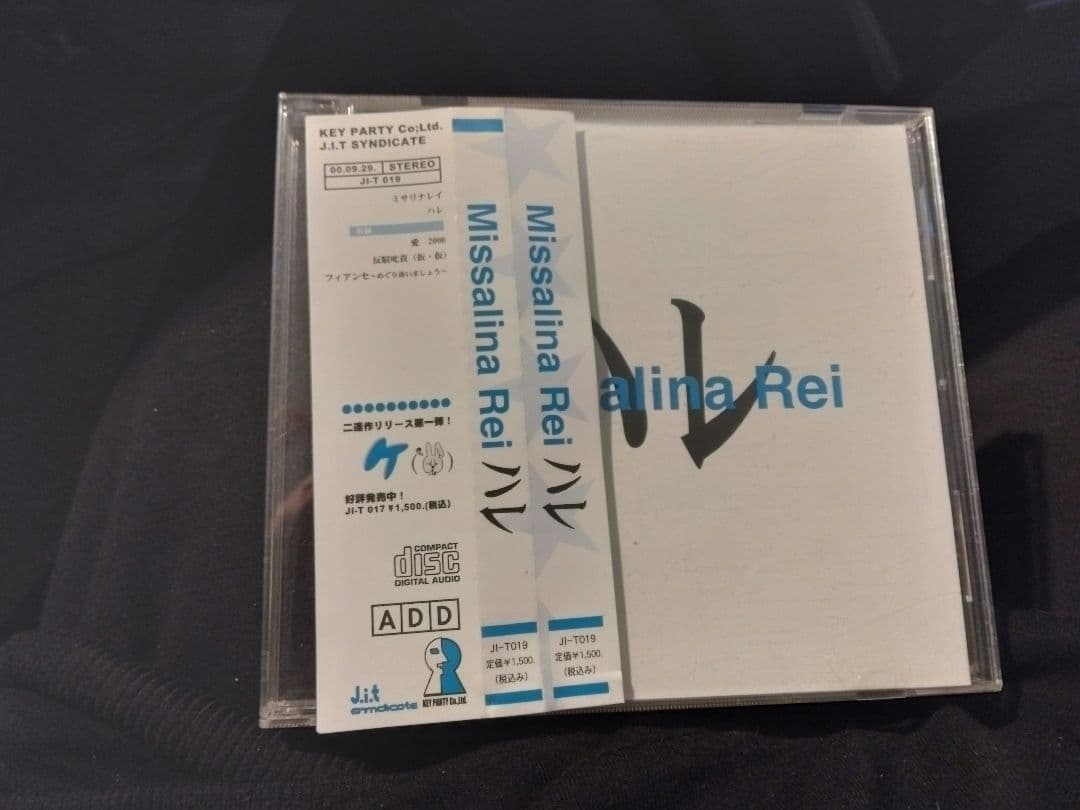 KEY PARTY Co;Ltd.
J.I.T SYNDICATE
00.09.29. STEREO
JI-T 019
ミサリナレイ
ハレ
愛 2000
反駁叱責（仮・仮）
フィアンセ～めぐり逢いましょう～
二連作リリース第一弾！
ケ
好評発売中！
JI-T 017 ¥1,500.(税込)
COMPACT
disc
DIGITAL AUDIO
ADD
J.i.t
syndicate
KEY PARTY Co.,Ltd.
Missalina Rei ハレ
JI-T019
定価¥1,500.
(税込み)
Missalina Rei ハレ
JI-T019
定価¥1,500.
(税込み)
ハレ
alina Rei